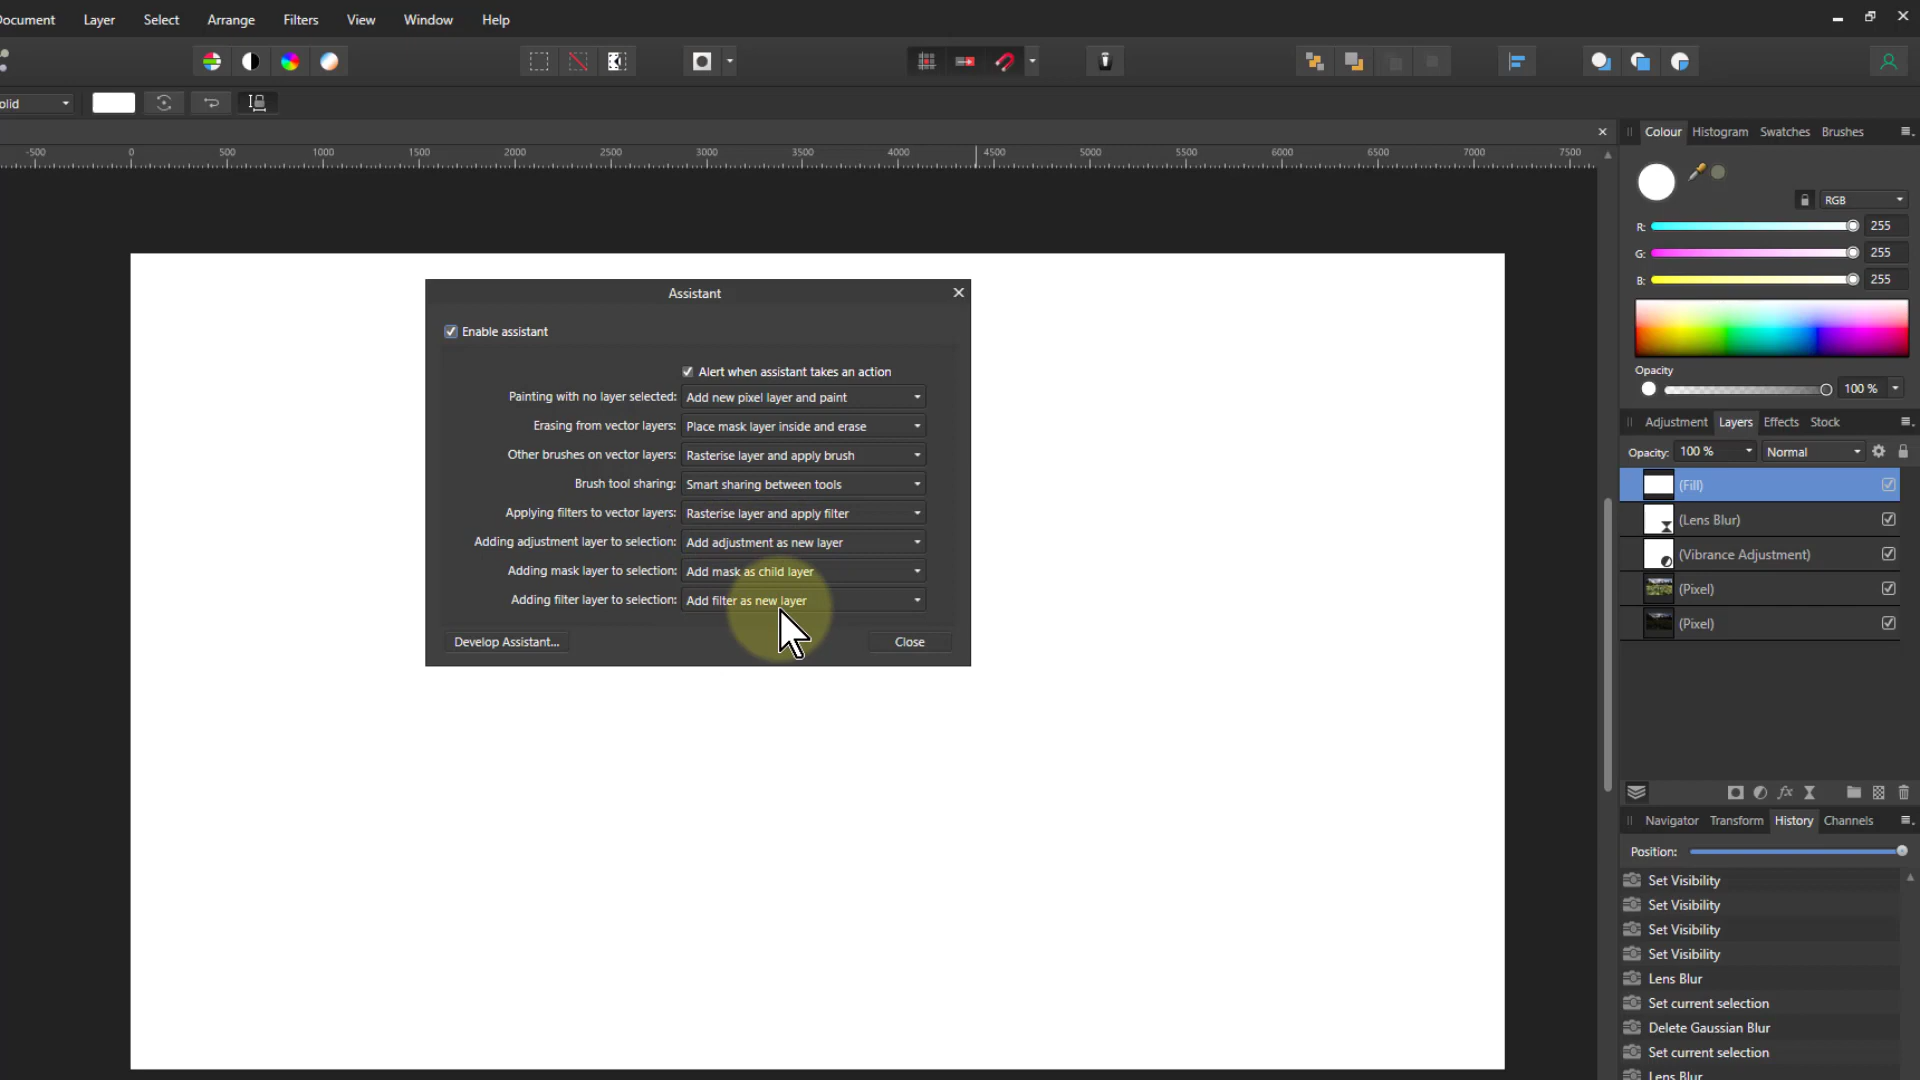 Document Layer Select Arrange Filters View Window Help
olid
-500 0 500 1000 1500 2000 2500 3000 3500 4000 4500 5000 5500 6000 6500 7000 7500
Colour Histogram Swatches Brushes
RGB
R: 255
G: 255
B: 255
Opacity
100 %
Adjustment Layers Effects Stock
Opacity: 100 % Normal
(Fill)
(Lens Blur)
(Vibrance Adjustment)
(Pixel)
(Pixel)
Navigator Transform History Channels
Position:
Set Visibility
Set Visibility
Set Visibility
Set Visibility
Lens Blur
Set current selection
Delete Gaussian Blur
Set current selection
Lens Blur
Assistant
Enable assistant
Alert when assistant takes an action
Painting with no layer selected: Add new pixel layer and paint
Erasing from vector layers: Place mask layer inside and erase
Other brushes on vector layers: Rasterise layer and apply brush
Brush tool sharing: Smart sharing between tools
Applying filters to vector layers: Rasterise layer and apply filter
Adding adjustment layer to selection: Add adjustment as new layer
Adding mask layer to selection: Add mask as child layer
Adding filter layer to selection: Add filter as new layer
Develop Assistant... Close